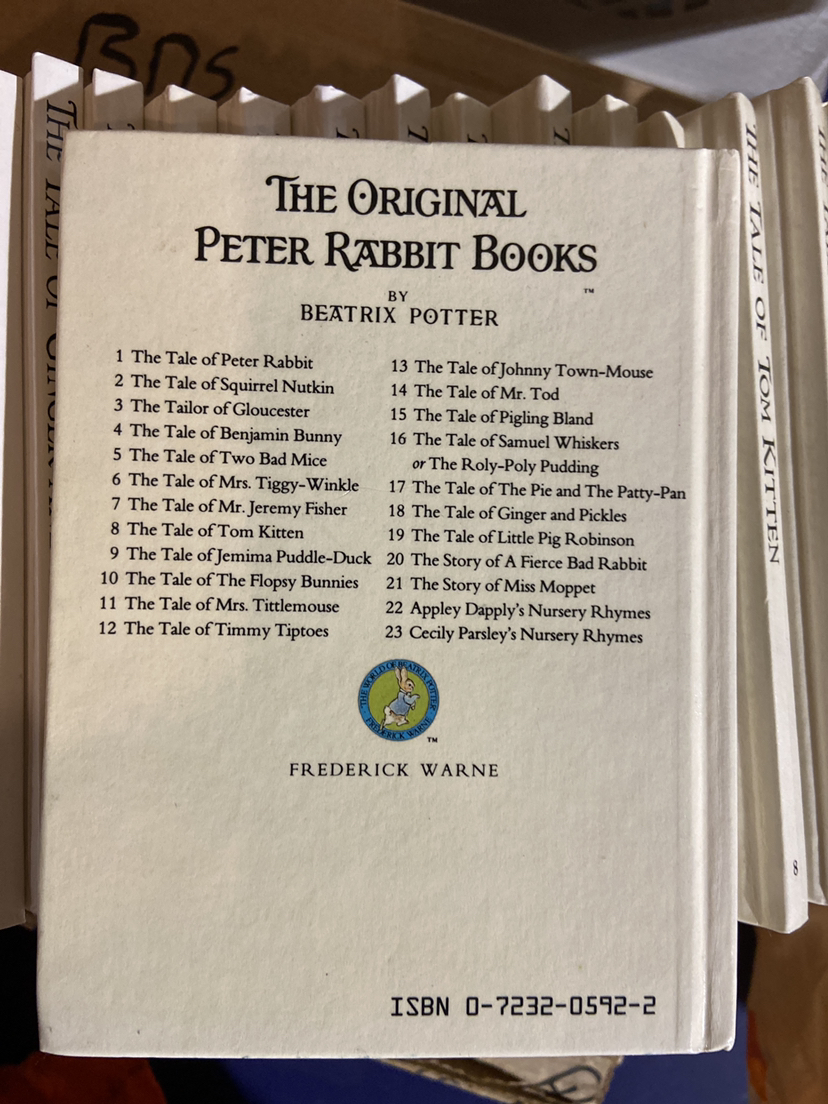 BDS
THE TALE OF
THE TALE OF TOM KITTEN
8
THE ORIGINAL
PETER RABBIT BOOKS
™
BY
BEATRIX POTTER
1 The Tale of Peter Rabbit
2 The Tale of Squirrel Nutkin
3 The Tailor of Gloucester
4 The Tale of Benjamin Bunny
5 The Tale of Two Bad Mice
6 The Tale of Mrs. Tiggy-Winkle
7 The Tale of Mr. Jeremy Fisher
8 The Tale of Tom Kitten
9 The Tale of Jemima Puddle-Duck
10 The Tale of The Flopsy Bunnies
11 The Tale of Mrs. Tittlemouse
12 The Tale of Timmy Tiptoes
13 The Tale of Johnny Town-Mouse
14 The Tale of Mr. Tod
15 The Tale of Pigling Bland
16 The Tale of Samuel Whiskers
or The Roly-Poly Pudding
17 The Tale of The Pie and The Patty-Pan
18 The Tale of Ginger and Pickles
19 The Tale of Little Pig Robinson
20 The Story of A Fierce Bad Rabbit
21 The Story of Miss Moppet
22 Appley Dapply's Nursery Rhymes
23 Cecily Parsley's Nursery Rhymes
THE WORLD OF BEATRIX POTTER
FREDERICK WARNE
™
FREDERICK WARNE
ISBN 0-7232-0592-2